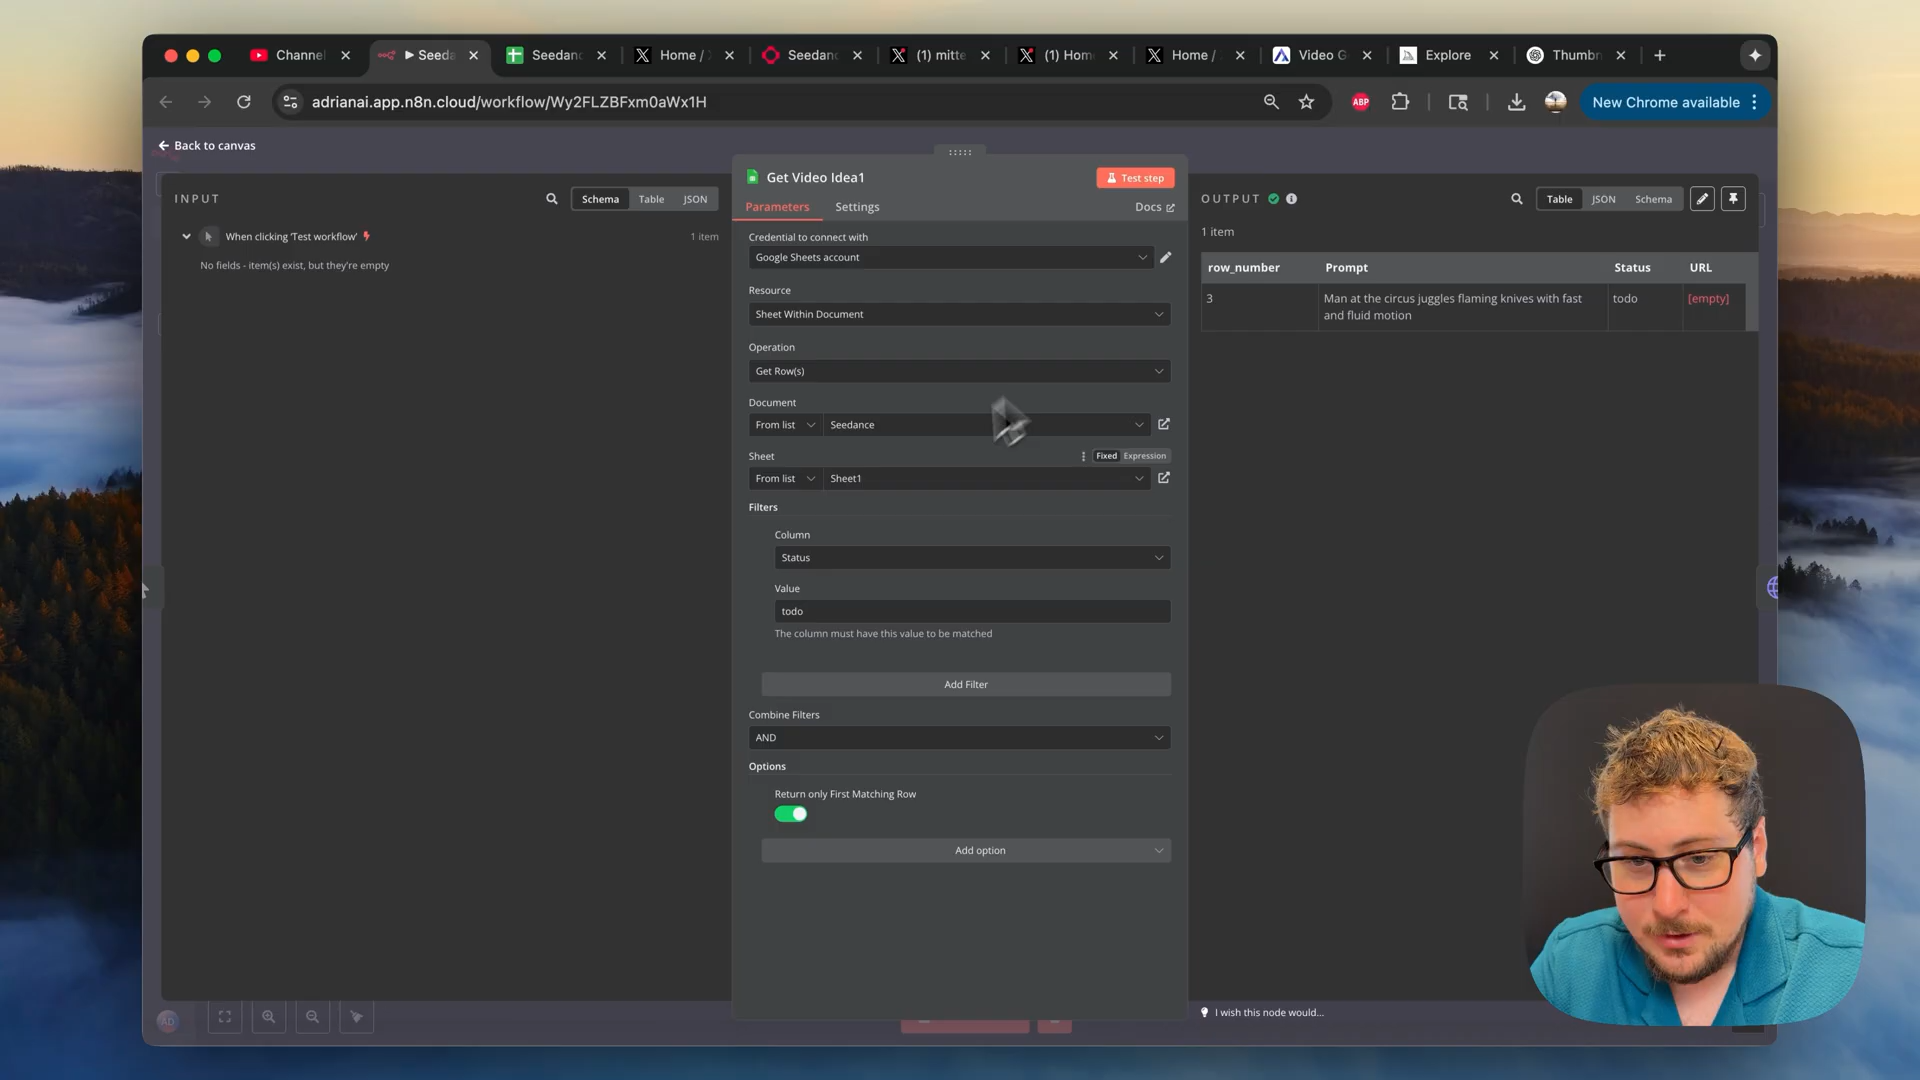 Channel
Seeda
Seedanc
Home /
Seedanc
(1) mitte
(1) Hom
Home /
Video G
Explore
Thumbn
adrianai.app.n8n.cloud/workflow/Wy2FLZBFxm0aWx1H
ABP
New Chrome available
Back to canvas
INPUT
Schema
Table
JSON
When clicking 'Test workflow'
1 item
No fields - item(s) exist, but they're empty
Get Video Idea1
Test step
Parameters
Settings
Docs
Credential to connect with
Google Sheets account
Resource
Sheet Within Document
Operation
Get Row(s)
Document
From list
Seedance
Sheet
Fixed
Expression
From list
Sheet1
Filters
Column
Status
Value
todo
The column must have this value to be matched
Add Filter
Combine Filters
AND
Options
Return only First Matching Row
Add option
OUTPUT
Table
JSON
Schema
1 item
row_number
Prompt
Status
URL
3
Man at the circus juggles flaming knives with fast
and fluid motion
todo
[empty]
I wish this node would...
AD